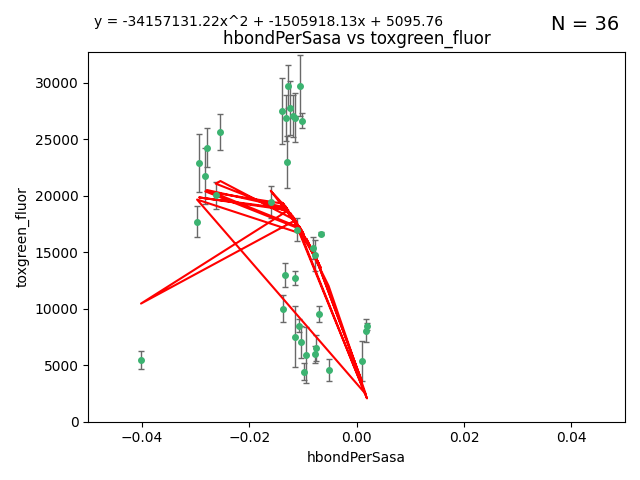 y = -34157131.22x^2 + -1505918.13x + 5095.76
N = 36
hbondPerSasa vs toxgreen_fluor
toxgreen_fluor
30000
25000
20000
15000
10000
5000
0
−0.04
−0.02
0.00
0.02
0.04
hbondPerSasa